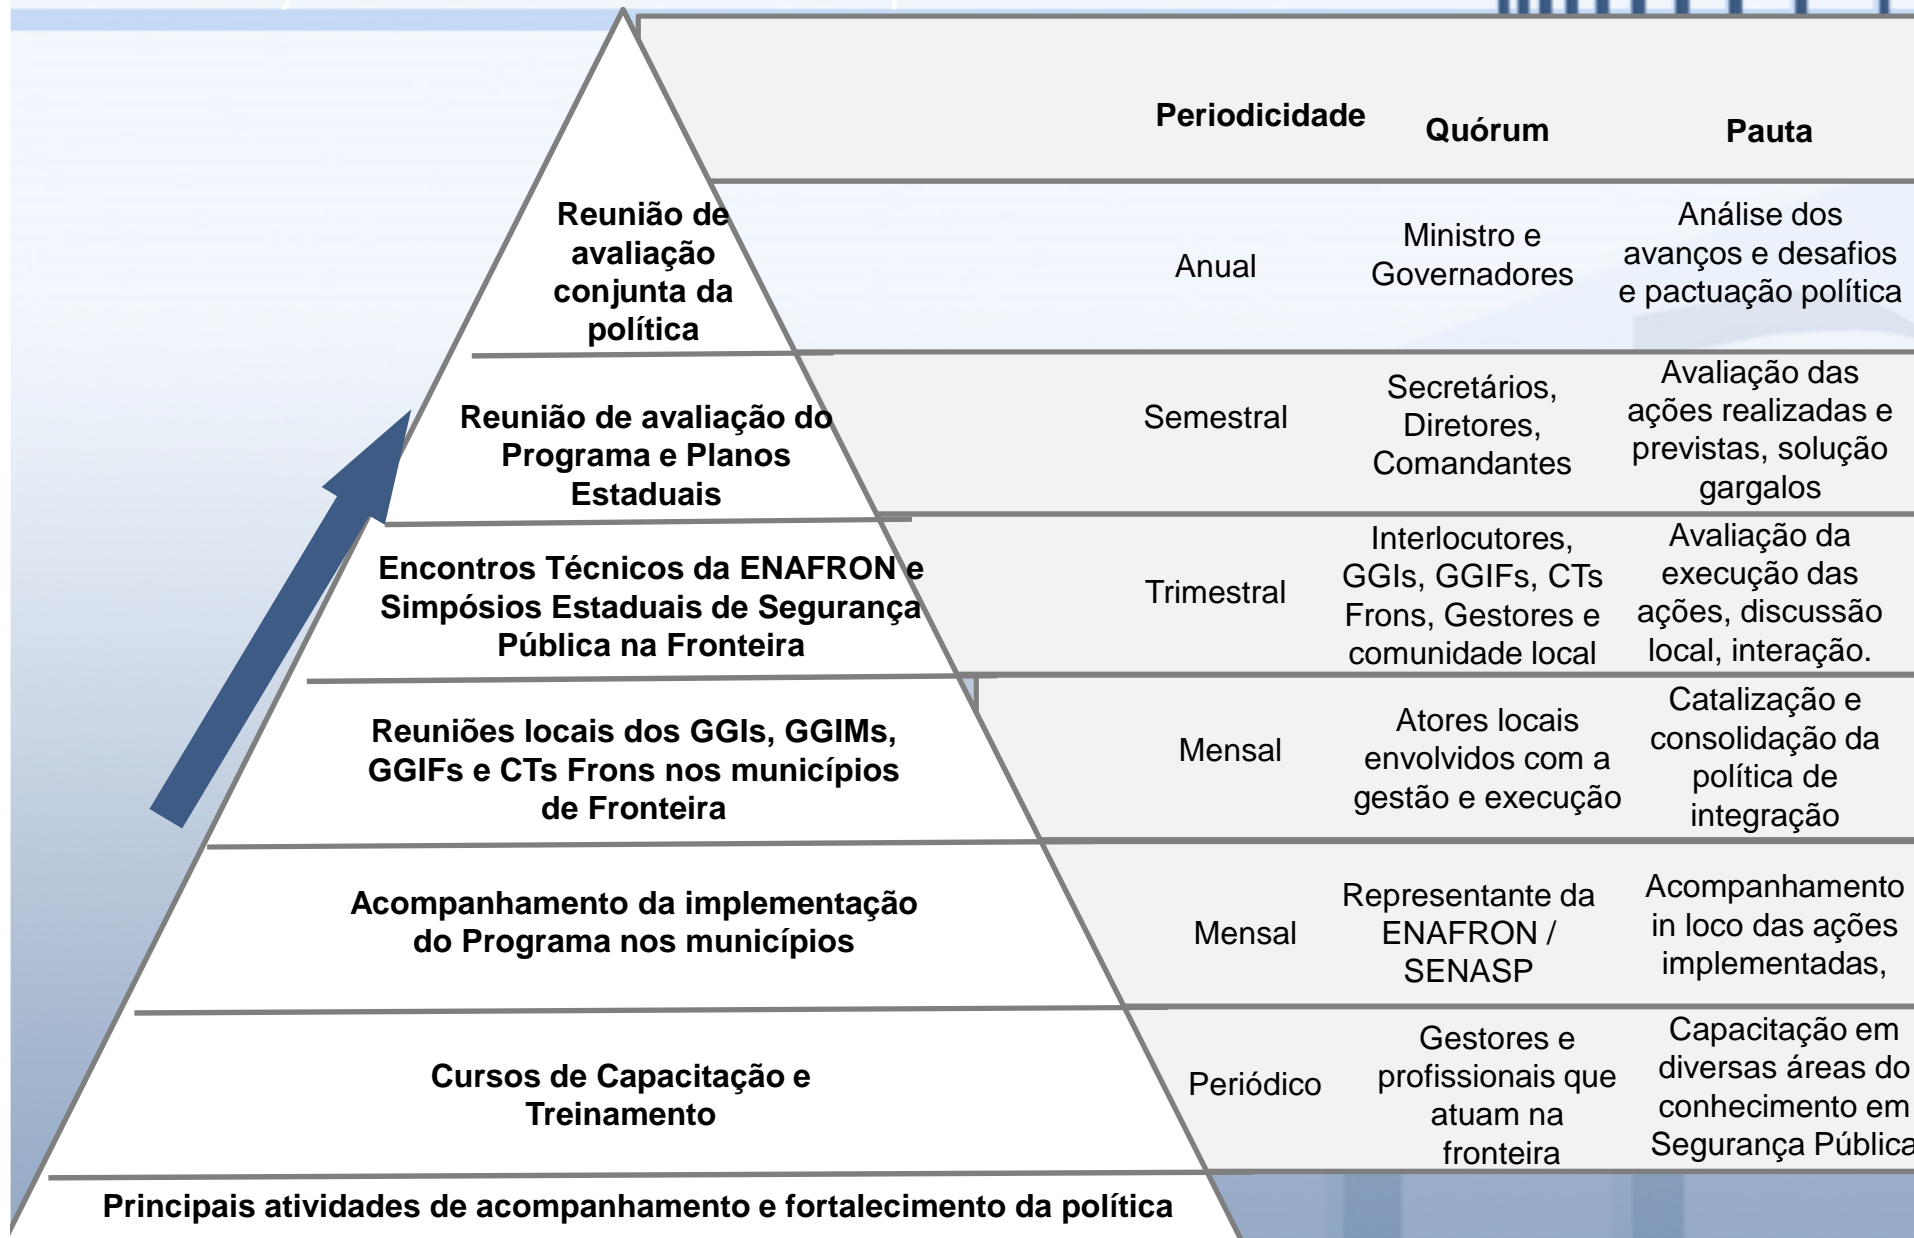 Periodicidade
Quórum
Pauta
Reunião de
avaliação
conjunta da
política
Anual
Ministro e
Governadores
Análise dos
avanços e desafios
e pactuação política
Reunião de avaliação do
Programa e Planos
Estaduais
Semestral
Secretários,
Diretores,
Comandantes
Avaliação das
ações realizadas e
previstas, solução
gargalos
Encontros Técnicos da ENAFRON e
Simpósios Estaduais de Segurança
Pública na Fronteira
Trimestral
Interlocutores,
GGIs, GGIFs, CTs
Frons, Gestores e
comunidade local
Avaliação da
execução das
ações, discussão
local, interação.
Reuniões locais dos GGIs, GGIMs,
GGIFs e CTs Frons nos municípios
de Fronteira
Mensal
Atores locais
envolvidos com a
gestão e execução
Catalização e
consolidação da
política de
integração
Acompanhamento da implementação
do Programa nos municípios
Mensal
Representante da
ENAFRON /
SENASP
Acompanhamento
in loco das ações
implementadas,
Cursos de Capacitação e
Treinamento
Periódico
Gestores e
profissionais que
atuam na
fronteira
Capacitação em
diversas áreas do
conhecimento em
Segurança Pública
Principais atividades de acompanhamento e fortalecimento da política